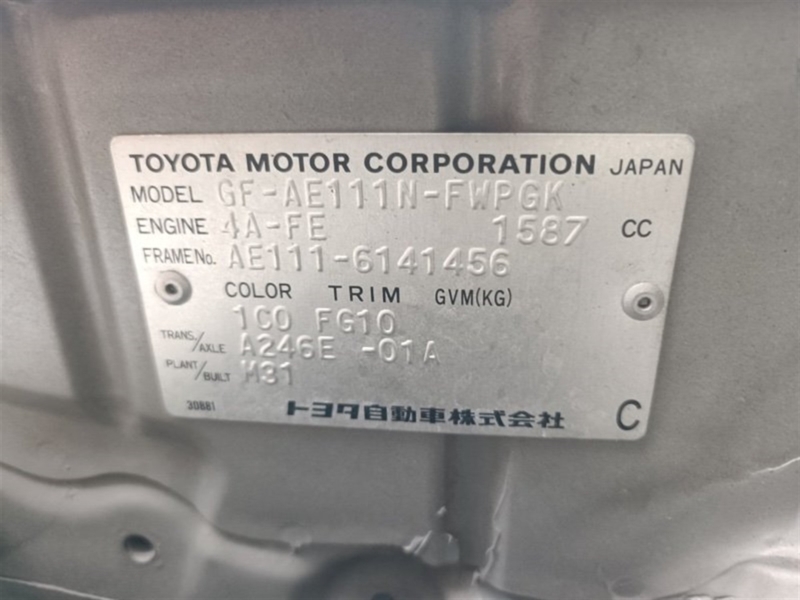 TOYOTA MOTOR CORPORATION JAPAN
MODEL GF-AE111N-FWPGK
ENGINE 4A-FE 1587 CC
FRAME No. AE111-6141456
COLOR TRIM GVM(KG)
1C0 FG10
TRANS./AXLE A246E -01A
PLANT/BUILT M31
30881 トヨタ自動車株式会社 C